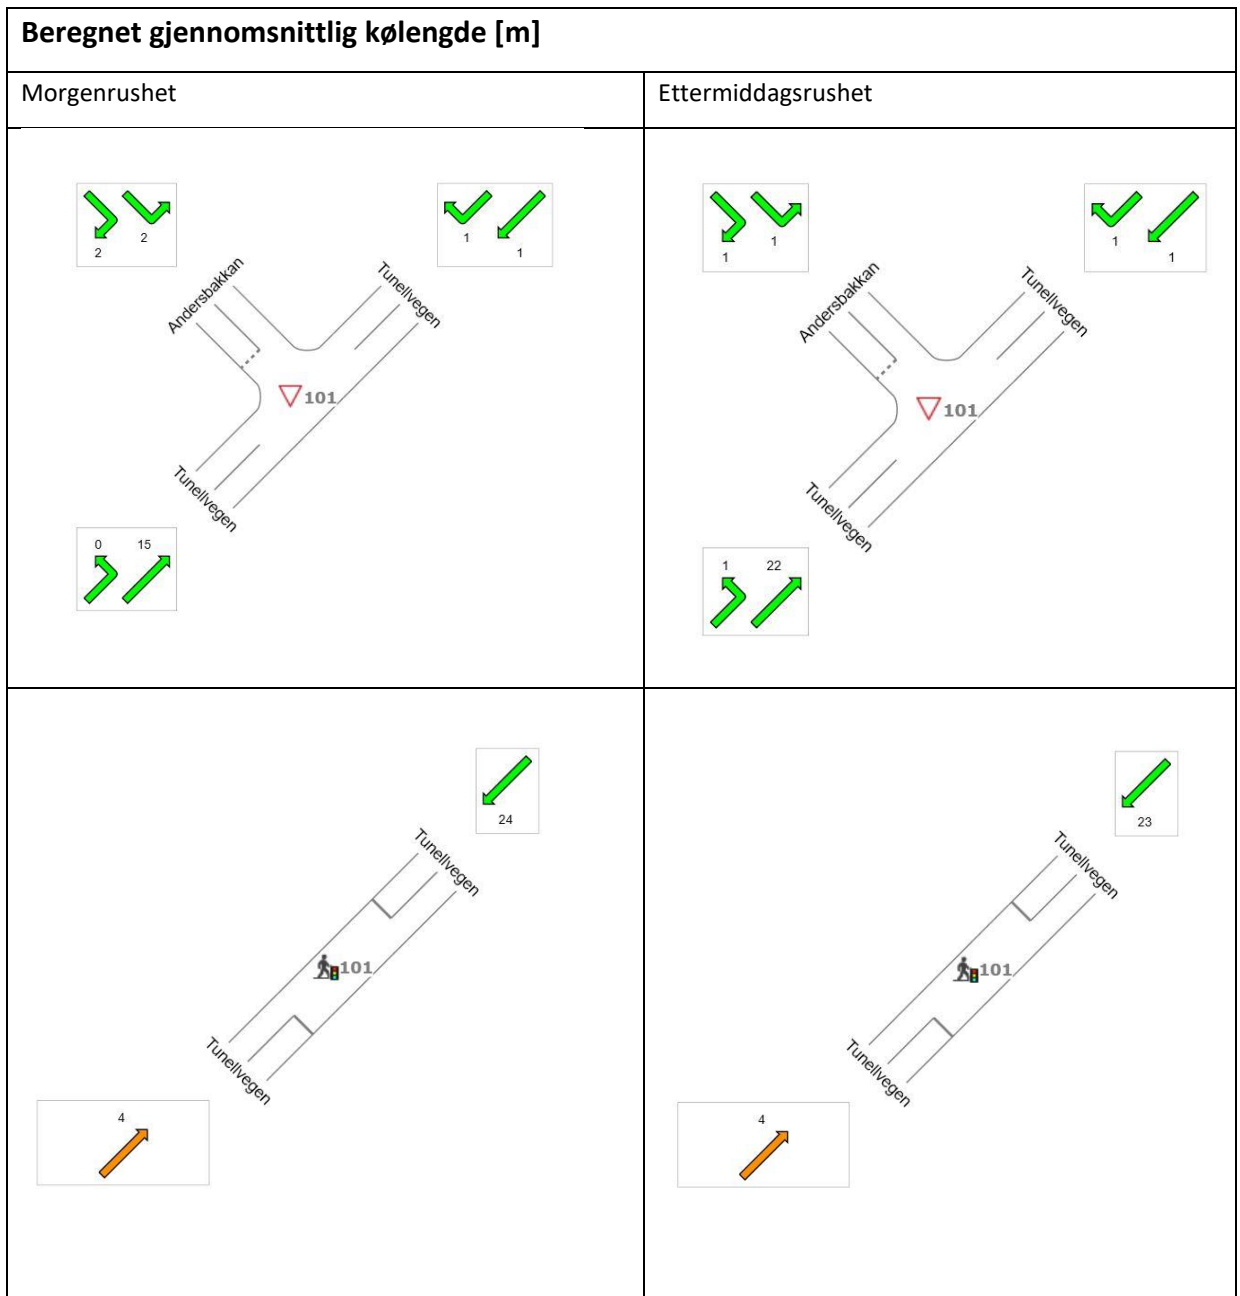 Beregnet gjennomsnittlig kølengde [m]
Morgenrushet
Ettermiddagsrushet
2
2
1
1
Andersbakkan
Tunellvegen
101
Tunellvegen
0
15
1
1
1
1
Andersbakkan
Tunellvegen
101
Tunellvegen
1
22
24
Tunellvegen
101
Tunellvegen
4
23
Tunellvegen
101
Tunellvegen
4